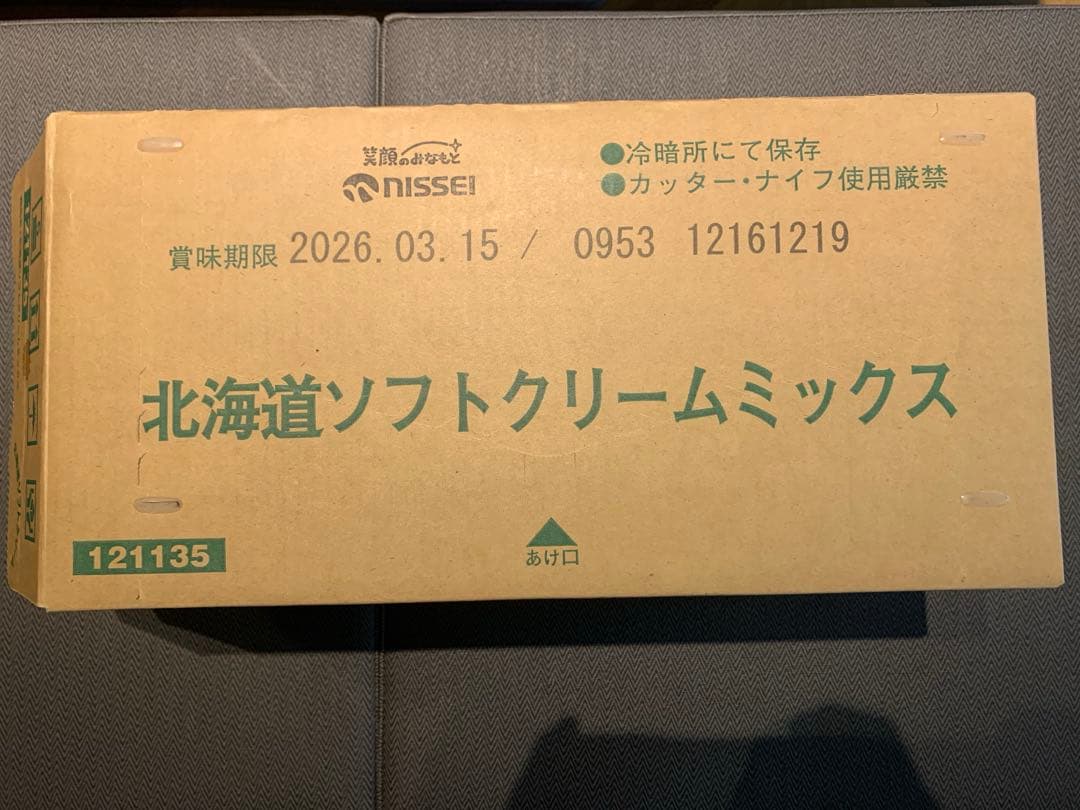 笑顔のおなもと
NISSEI
●冷暗所にて保存
●カッター・ナイフ使用厳禁
賞味期限 2026.03.15 / 0953 12161219
北海道ソフトクリームミックス
121135
あけ口